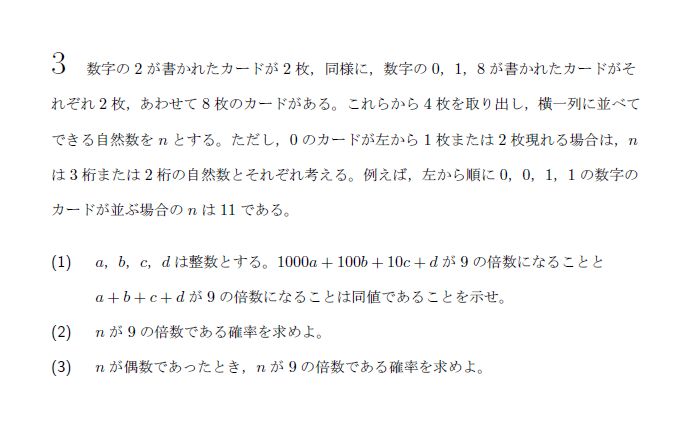 3 数字の 2 が書かれたカードが 2 枚，同様に，数字の 0，1，8 が書かれたカードがそ
れぞれ 2 枚，あわせて 8 枚のカードがある。これらから 4 枚を取り出し，横一列に並べて
できる自然数を n とする。ただし，0 のカードが左から 1 枚または 2 枚現れる場合は，n
は 3 桁または 2 桁の自然数とそれぞれ考える。例えば，左から順に 0，0，1，1 の数字の
カードが並ぶ場合の n は 11 である。
(1) a，b，c，d は整数とする。1000a + 100b + 10c + d が 9 の倍数になることと
a + b + c + d が 9 の倍数になることは同値であることを示せ。
(2) n が 9 の倍数である確率を求めよ。
(3) n が偶数であったとき，n が 9 の倍数である確率を求めよ。